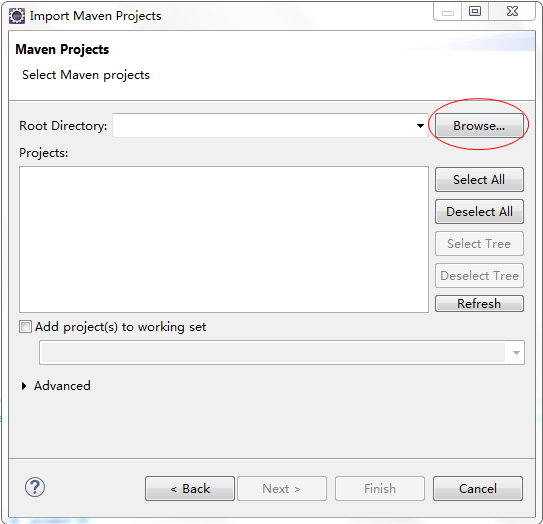 Import Maven Projects
Maven Projects
Select Maven projects
Root Directory:
Browse...
Projects:
Select All
Deselect All
Select Tree
Deselect Tree
Refresh
Add project(s) to working set
Advanced
?
< Back
Next >
Finish
Cancel